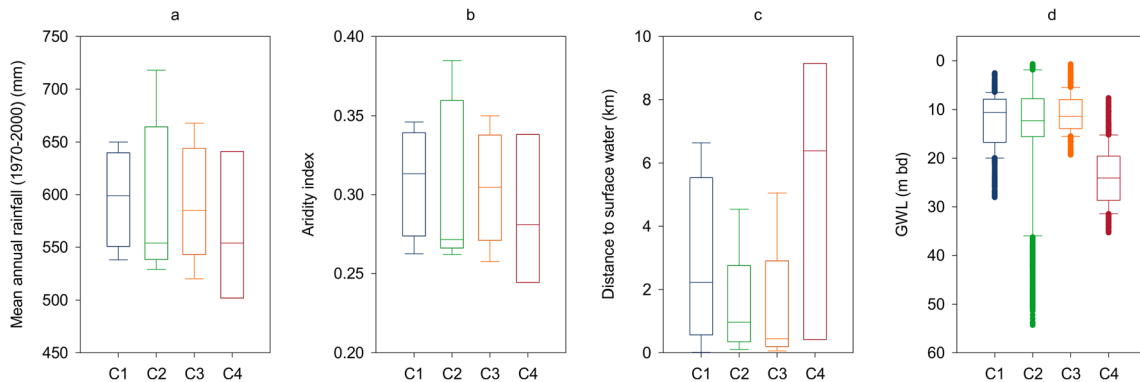 a
Mean annual rainfall (1970-2000) (mm)
750
700
650
600
550
500
450
C1 C2 C3 C4
b
Aridity index
0.40
0.35
0.30
0.25
0.20
C1 C2 C3 C4
c
Distance to surface water (km)
10
8
6
4
2
0
C1 C2 C3 C4
d
GWL (m bd)
0
10
20
30
40
50
60
C1 C2 C3 C4